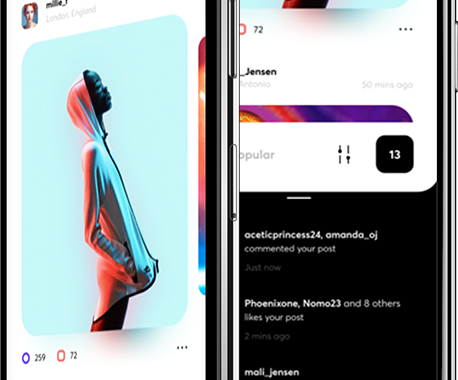 millie_r
London, England
259 72
72
_Jensen
Antonio
50 mins ago
opular
13
aceticprincess24, amanda_oj
commented your post
Just now
Phoenixone, Nomo23 and 8 others
likes your post
2 mins ago
mali_jensen